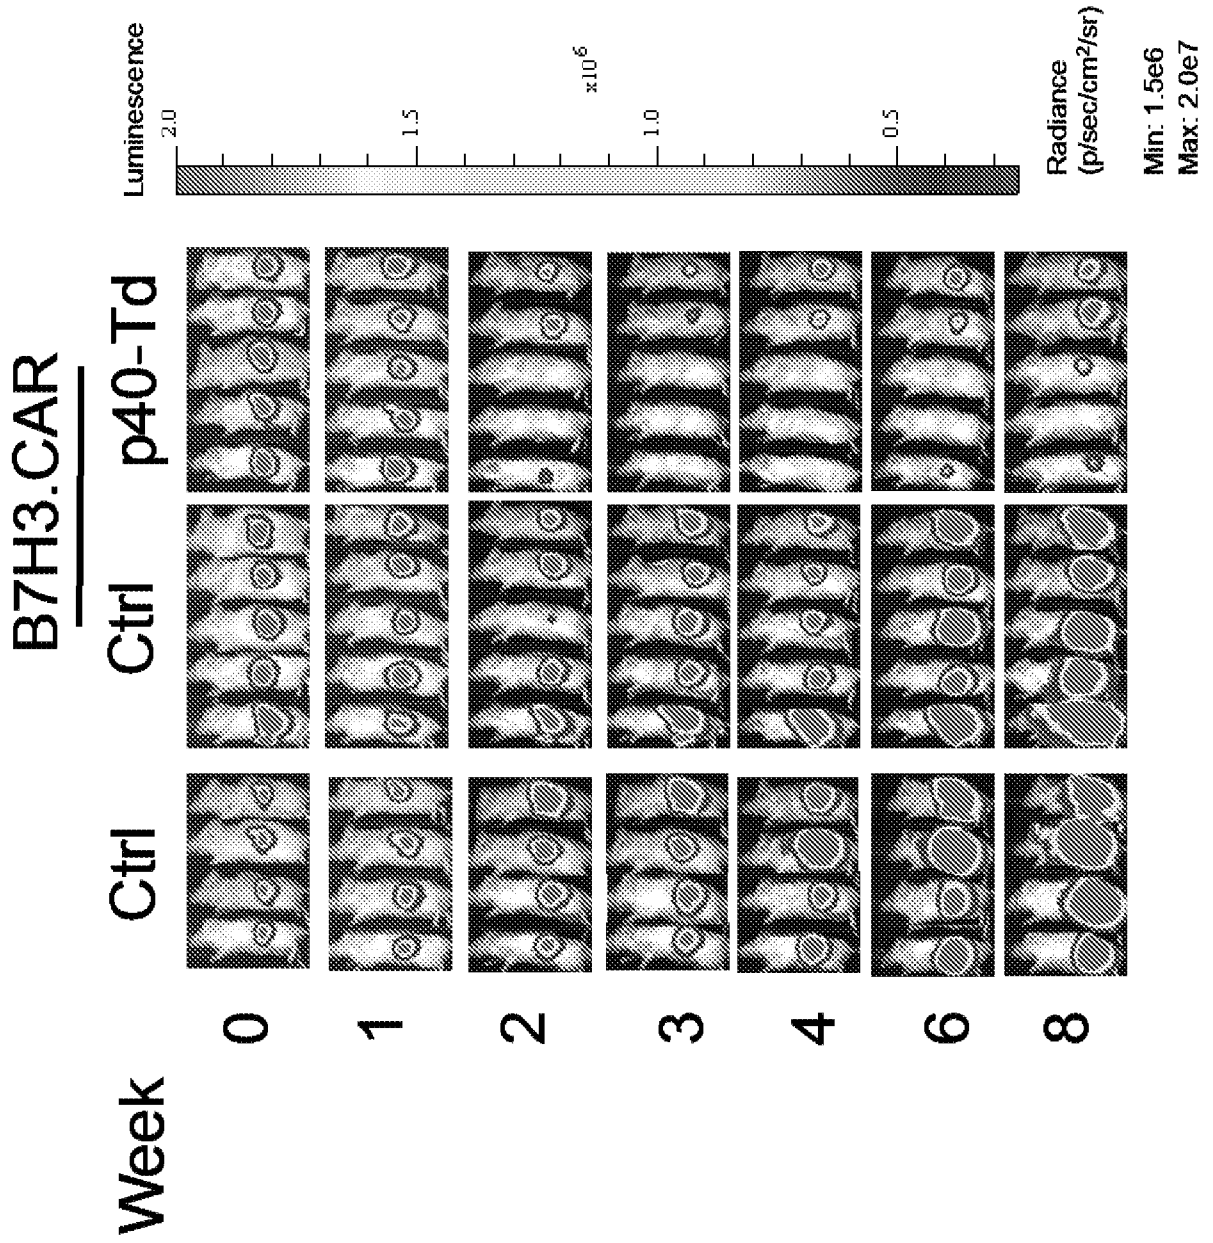 B7H3.CAR
Week
Ctrl
Ctrl
p40-Td
0
1
2
3
4
6
8
Luminescence
2.0
1.5
1.0
0.5
x10⁶
Radiance
(p/sec/cm²/sr)
Min: 1.5e6
Max: 2.0e7